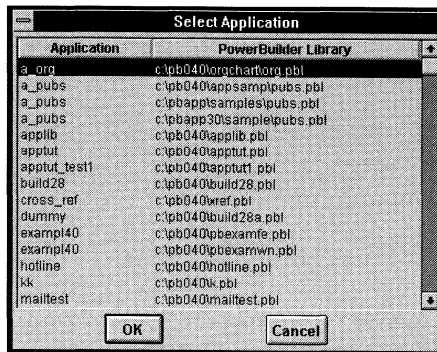 Select Application
Application PowerBuilder Library
a_org c:\pb040\orgchart\org.pbl
a_pubs c:\pb040\appsamp\pubs.pbl
a_pubs c:\pbapp\samples\pubs.pbl
a_pubs c:\pbapp30\sample\pubs.pbl
applib c:\pb040\applib.pbl
apptut c:\pb040\apptut.pbl
apptut_test1 c:\pb040\apptut1.pbl
build28 c:\pb040\build28.pbl
cross_ref c:\pb040\xref.pbl
dummy c:\pb040\build28a.pbl
exampl40 c:\pb040\pbexamfe.pbl
exampl40 c:\pb040\pbexamwn.pbl
hotline c:\pb040\hotline.pbl
kk c:\pb040\k.pbl
mailtest c:\pb040\mailtest.pbl
OK Cancel